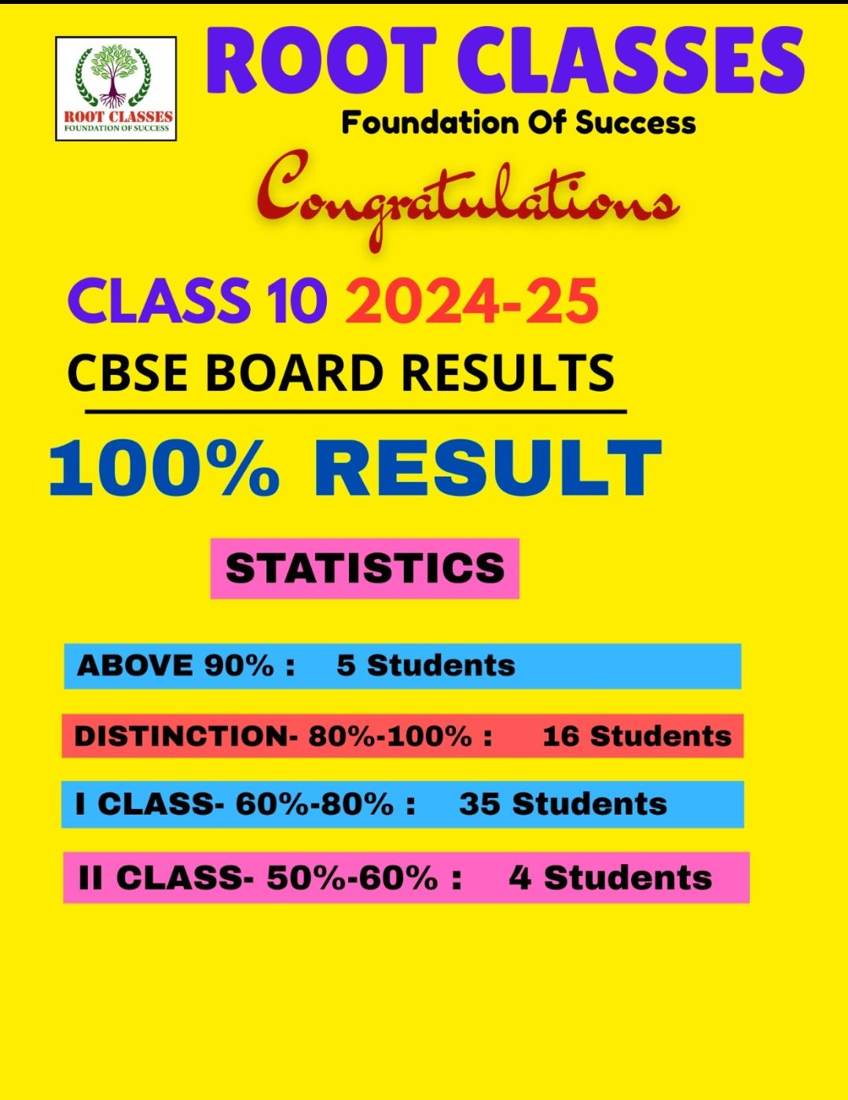 ROOT CLASSES
FOUNDATION OF SUCCESS
ROOT CLASSES
Foundation Of Success
Congratulations
CLASS 10 2024-25
CBSE BOARD RESULTS
100% RESULT
STATISTICS
ABOVE 90% : 5 Students
DISTINCTION- 80%-100% : 16 Students
I CLASS- 60%-80% : 35 Students
II CLASS- 50%-60% : 4 Students